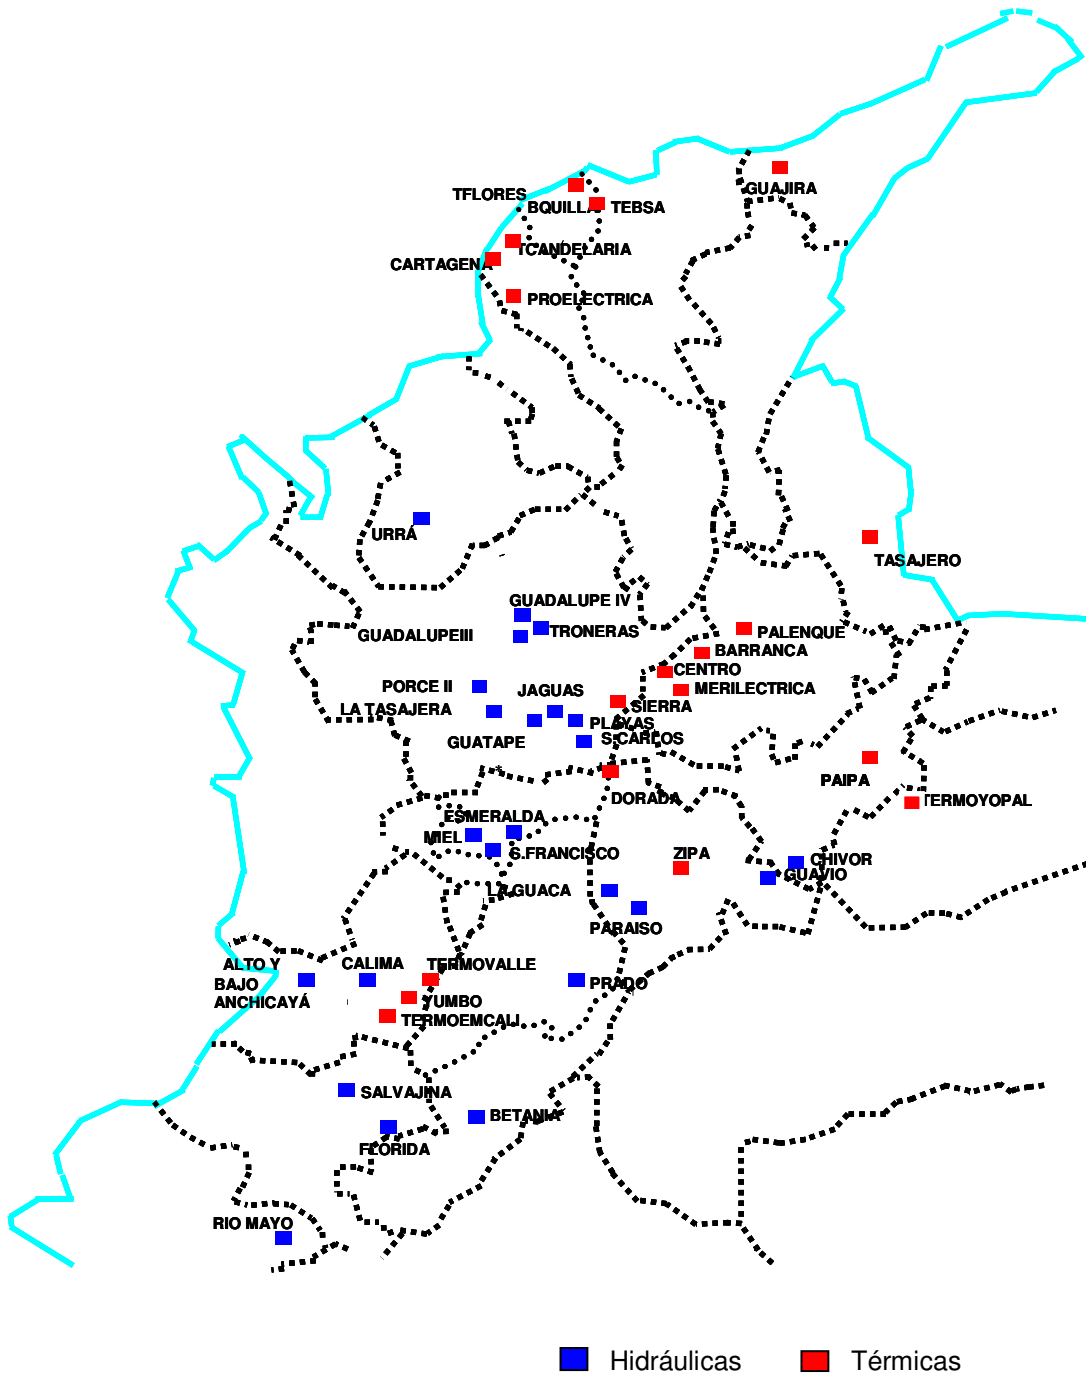 GUAJIRA
TFLORES
BQUILLA TEBSA
TCANDELARIA
CARTAGENA
PROELECTRICA
URRÁ
TASAJERO
GUADALUPE IV
GUADALUPEIII
TRONERAS
PALENQUE
BARRANCA
CENTRO
MERILECTRICA
PORCE II
JAGUAS
SIERRA
LA TASAJERA
PLAYAS
GUATAPE
S.CARLOS
PAIPA
DORADA
TERMOYOPAL
ESMERALDA
MIEL
S.FRANCISCO
ZIPA
CHIVOR
GUAVIO
LA GUACA
PARAISO
ALTO Y
BAJO
ANCHICAYÁ
CALIMA
TERMOVALLE
PRADO
YUMBO
TERMOEMCALI
SALVAJINA
BETANIA
FLORIDA
RIO MAYO
Hidráulicas
Térmicas